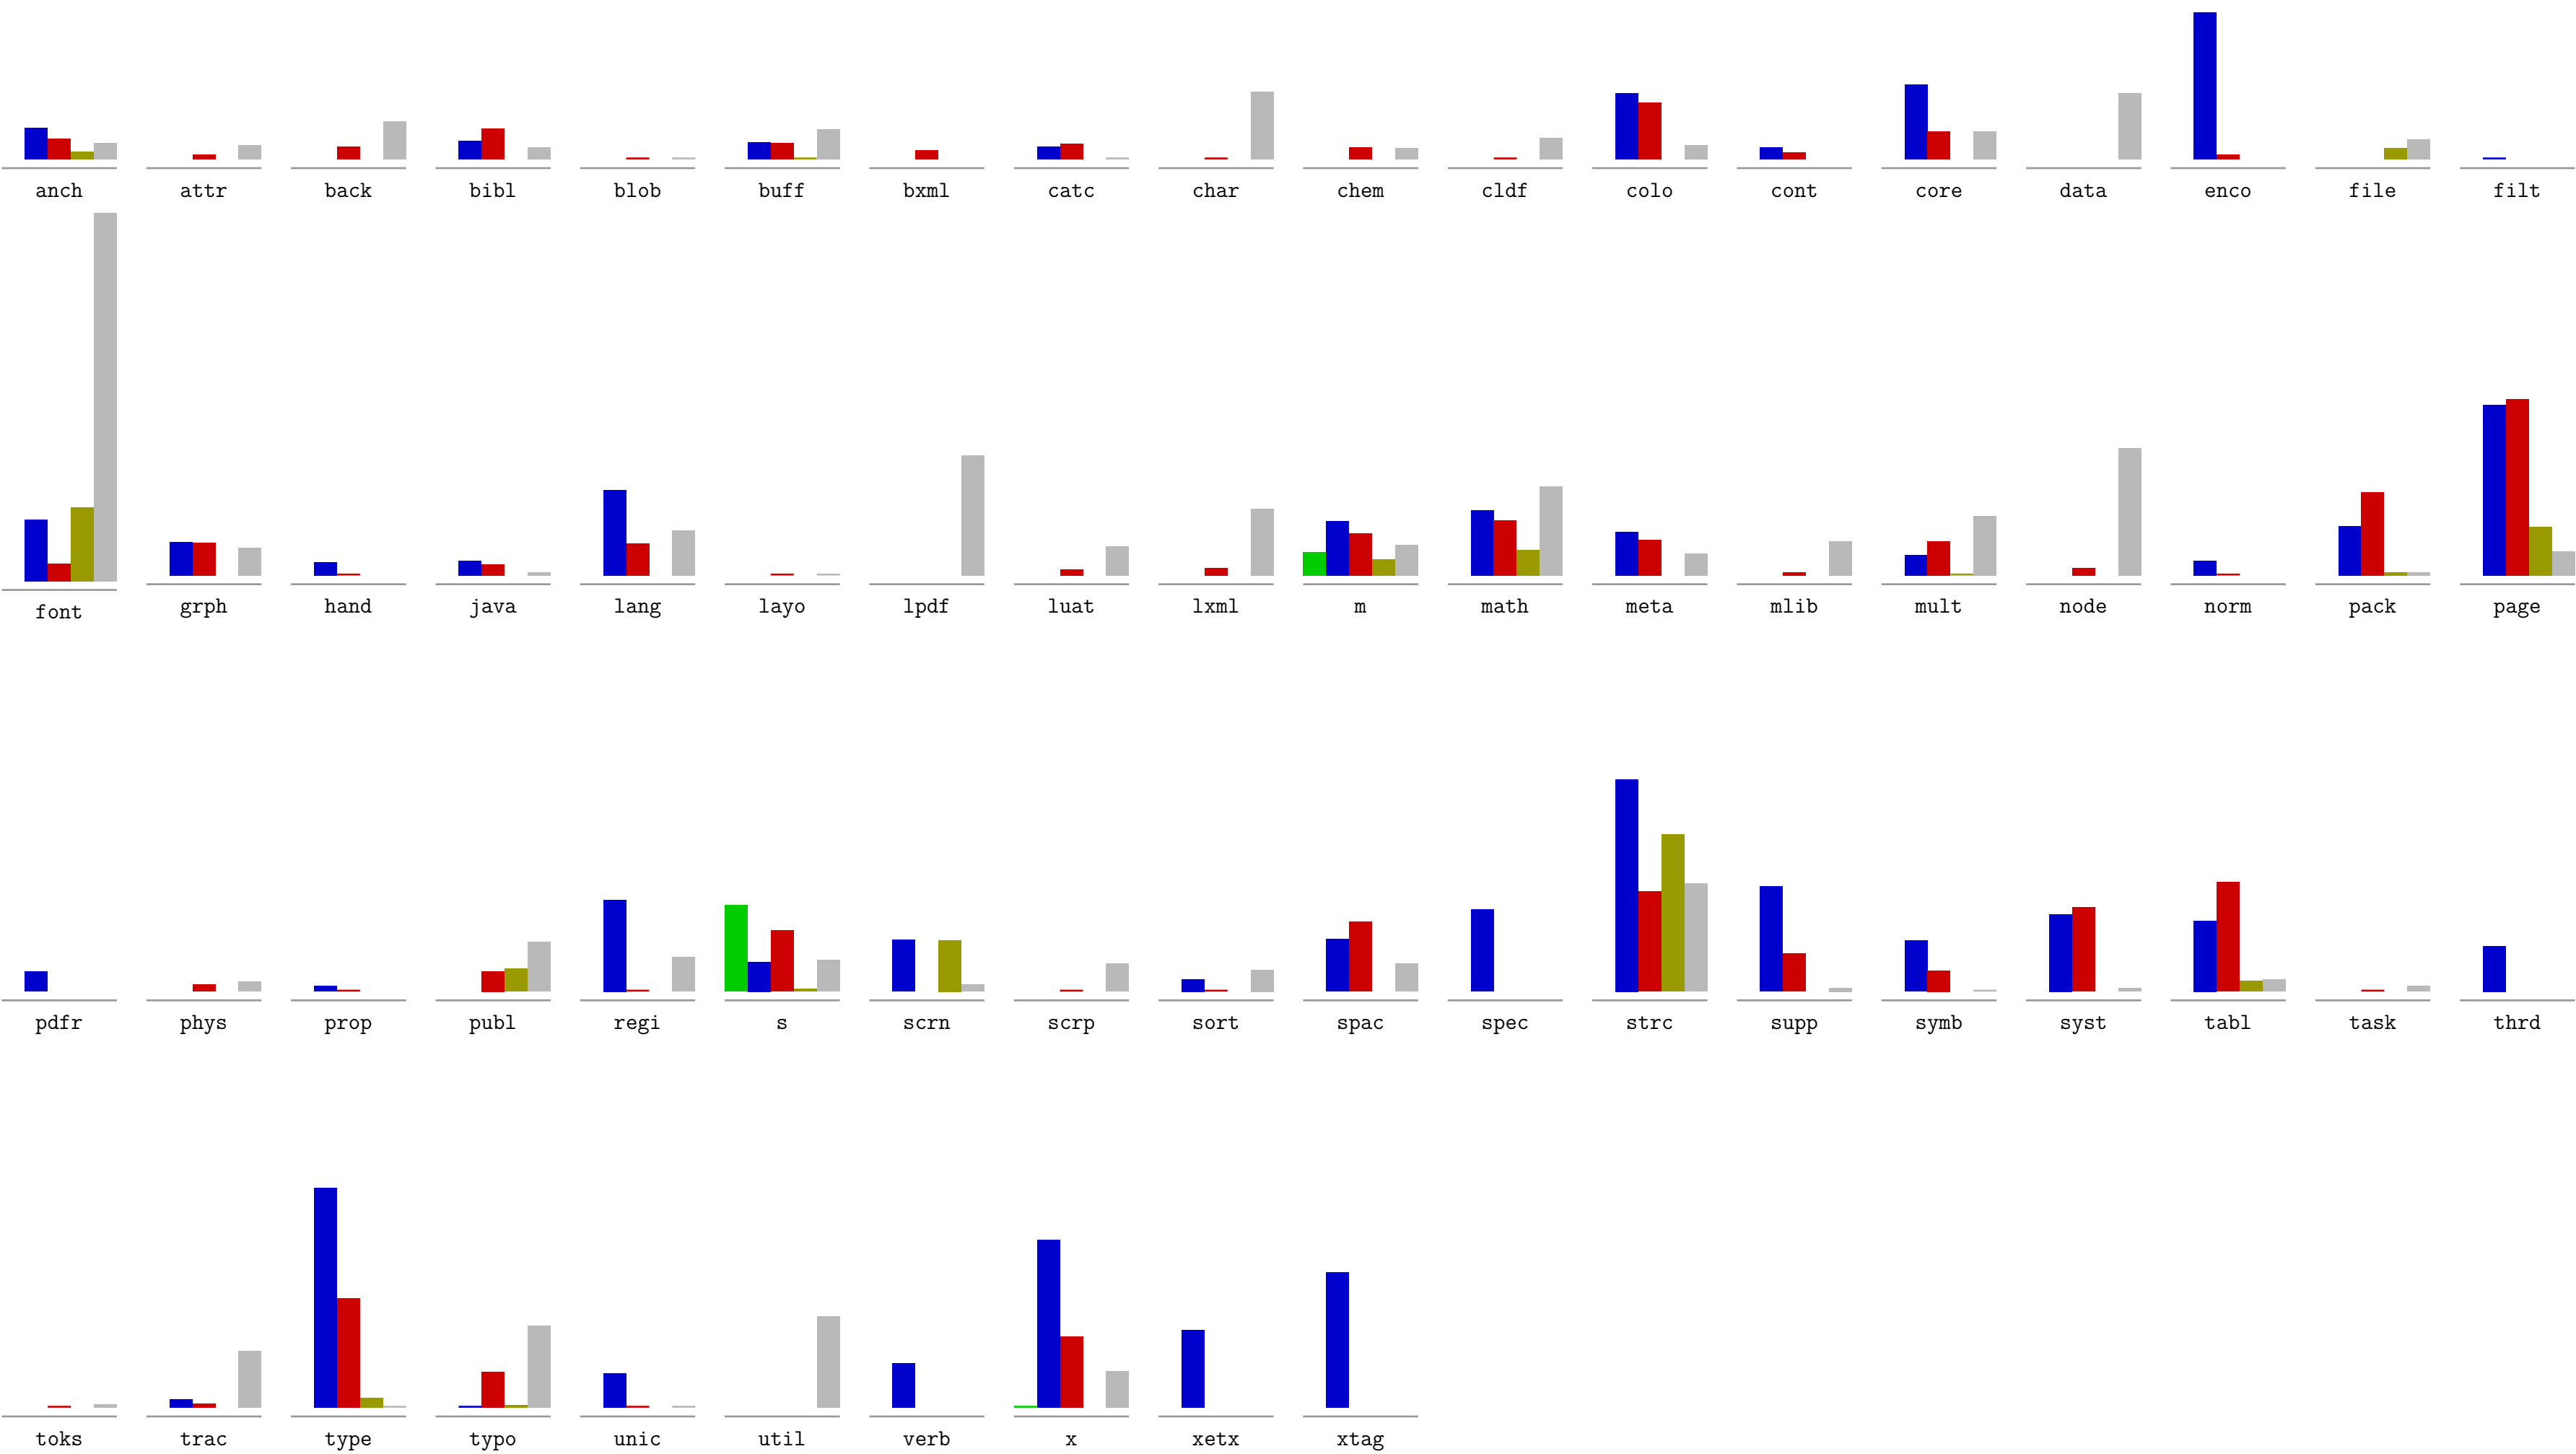 anch attr back bibl blob buff bxml catc char chem cldf colo cont core data enco file filt
font grph hand java lang layo lpdf luat lxml m math meta mlib mult node norm pack page
pdfr phys prop publ regi s scrn scrp sort spac spec strc supp symb syst tabl task thrd
toks trac type typo unic util verb x xetx xtag